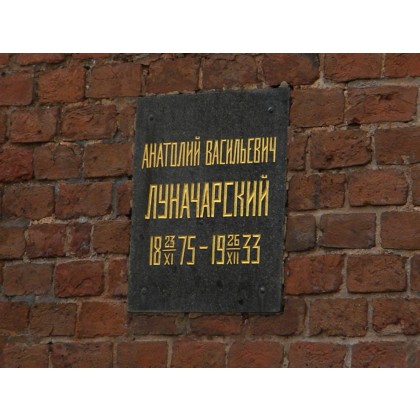 АНАТОЛИЙ ВАСИЛЬЕВИЧ
ЛУНАЧАРСКИЙ
18 23/XI 75 – 19 26/XII 33